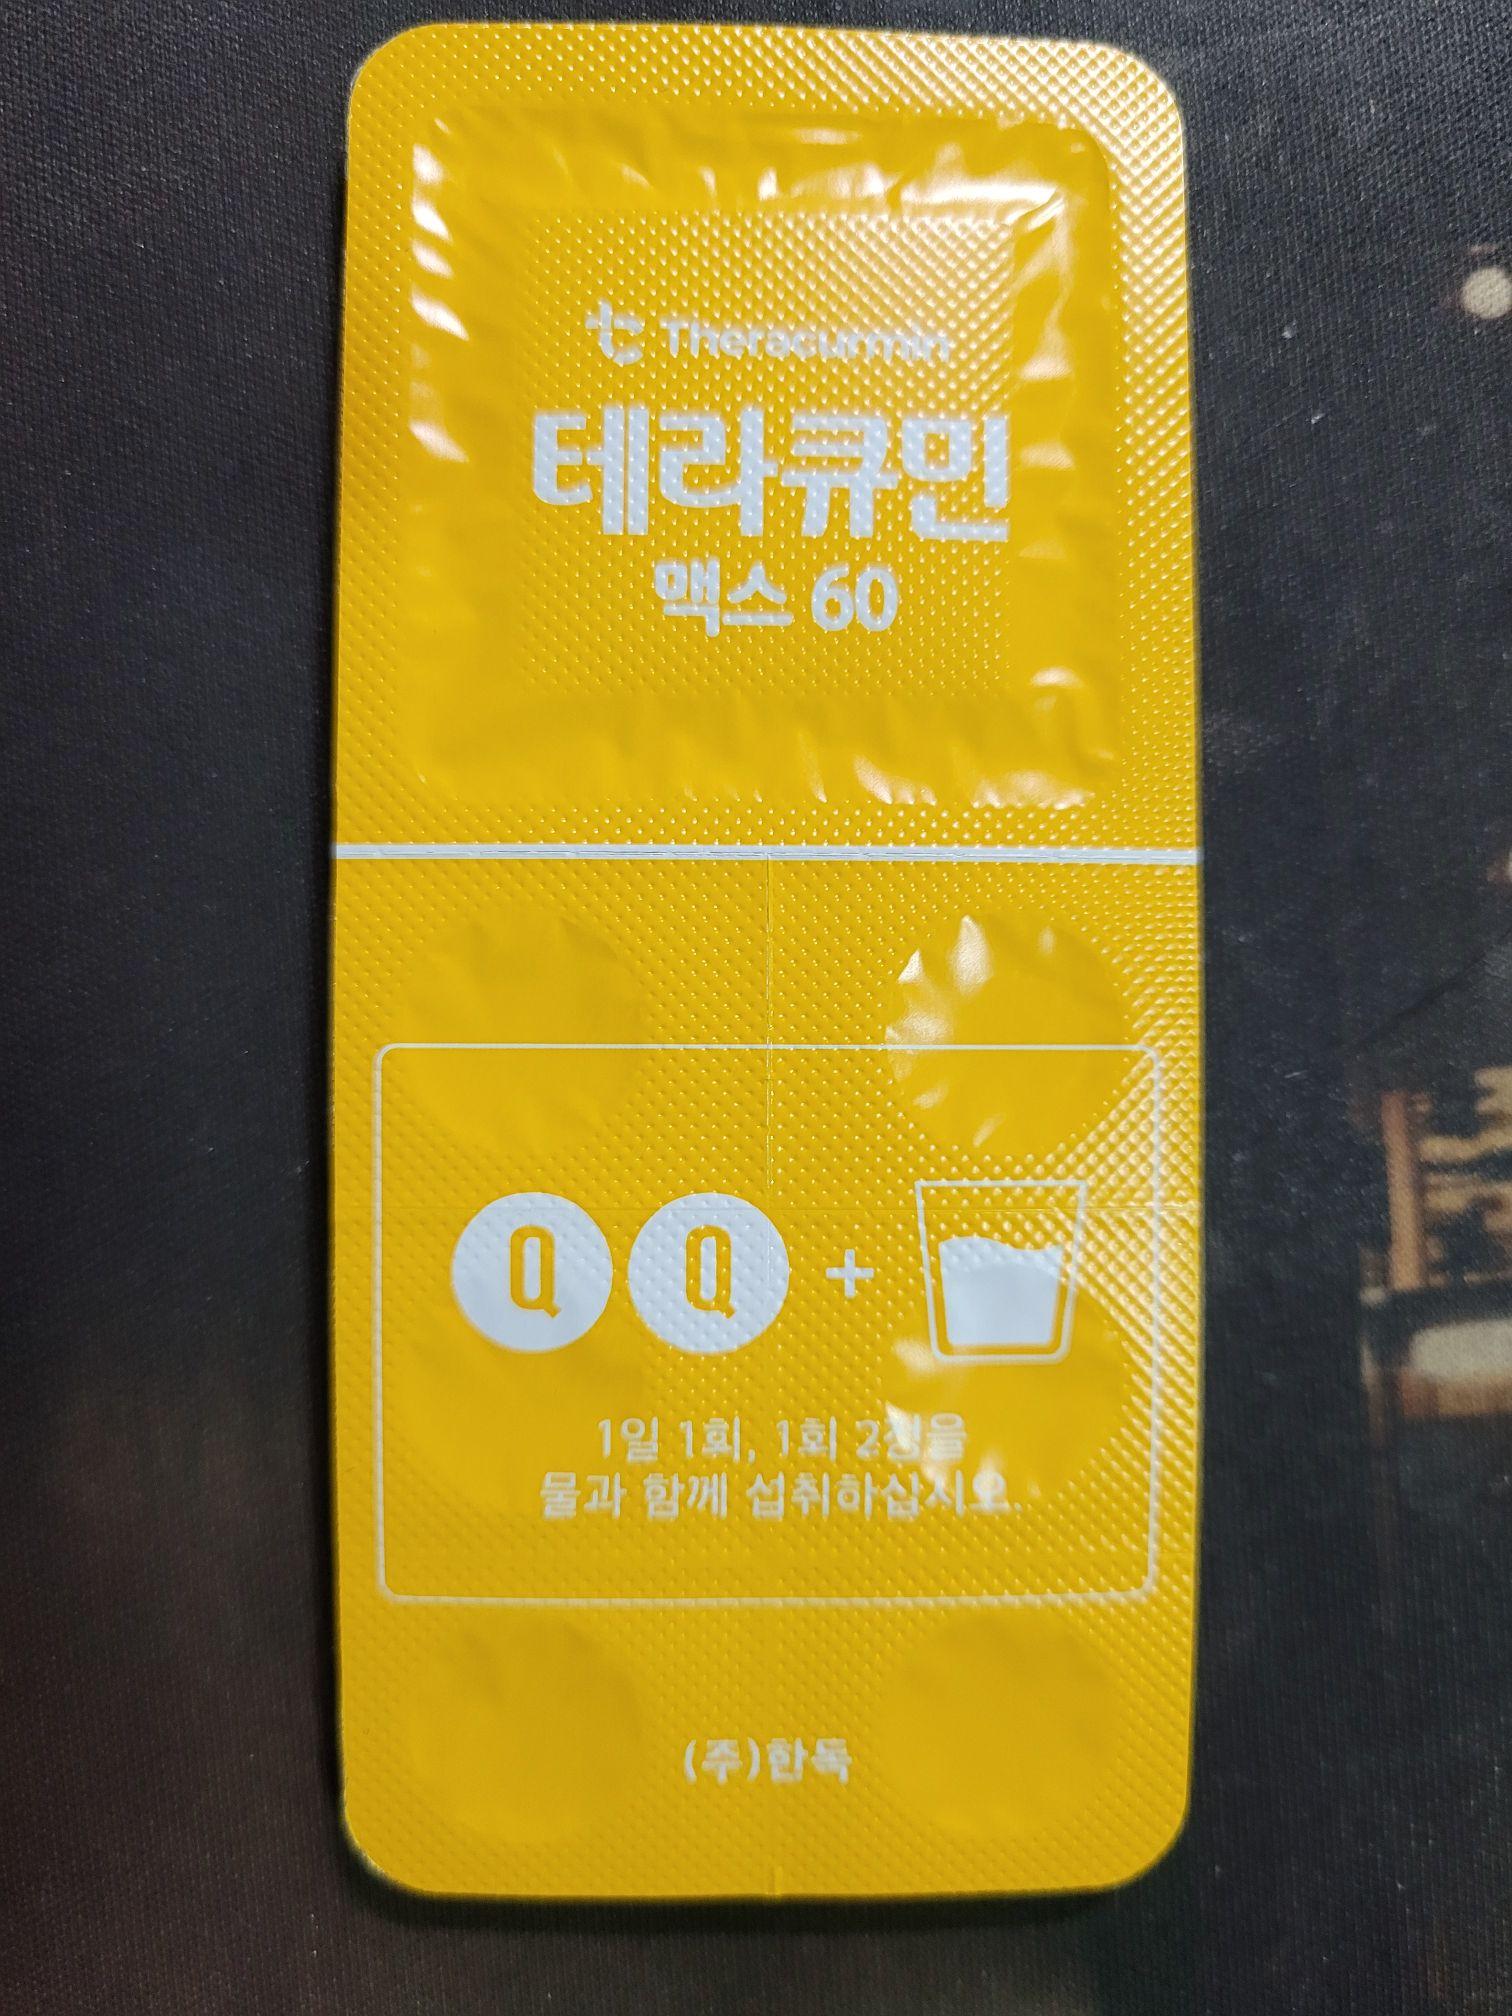 Theracurmin
테라큐민
맥스 60
Q Q +
1일 1회, 1회 2정을
물과 함께 섭취하십시오.
(주)한독